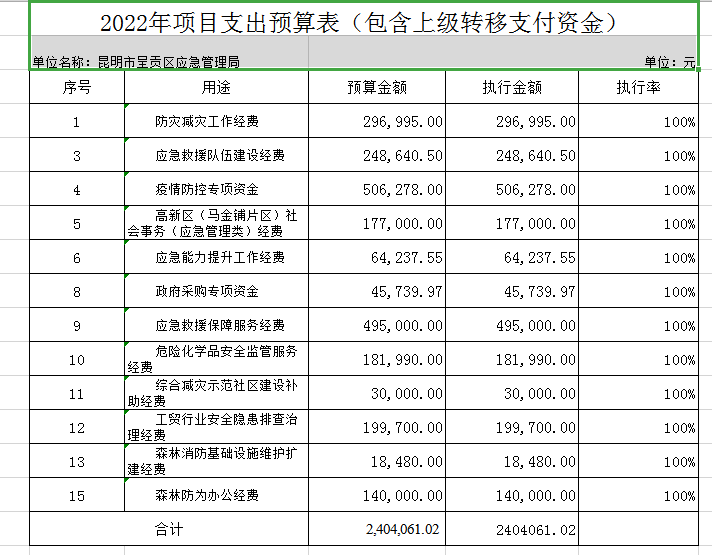 2022年项目支出预算表（包含上级转移支付资金）
单位名称：昆明市呈贡区应急管理局 单位：元
序号 用途 预算金额 执行金额 执行率
1 防灾减灾工作经费 296,995.00 296,995.00 100%
3 应急救援队伍建设经费 248,640.50 248,640.50 100%
4 疫情防控专项资金 506,278.00 506,278.00 100%
5 高新区（马金铺片区）社
会事务（应急管理类）经费 177,000.00 177,000.00 100%
6 应急能力提升工作经费 64,237.55 64,237.55 100%
8 政府采购专项资金 45,739.97 45,739.97 100%
9 应急救援保障服务经费 495,000.00 495,000.00 100%
10 危险化学品安全监管服务
经费 181,990.00 181,990.00 100%
11 综合减灾示范社区建设补
助经费 30,000.00 30,000.00 100%
12 工贸行业安全隐患排查治
理经费 199,700.00 199,700.00 100%
13 森林消防基础设施维护扩
建经费 18,480.00 18,480.00 100%
15 森林防为办公经费 140,000.00 140,000.00 100%
合计 2,404,061.02 2404061.02